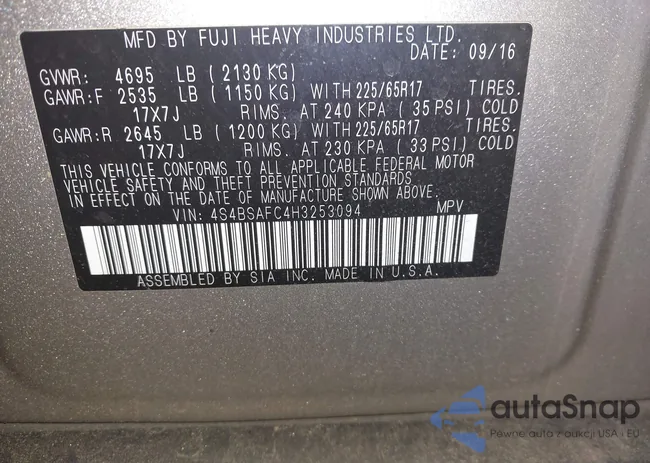 MFD BY FUJI HEAVY INDUSTRIES LTD.
DATE: 09/16
GVWR: 4695 LB (2130 KG)
GAWR:F 2535 LB (1150 KG) WITH 225/65R17 TIRES.
17X7J RIMS. AT 240 KPA (35 PSI) COLD
GAWR:R 2645 LB (1200 KG) WITH 225/65R17 TIRES.
17X7J RIMS. AT 230 KPA (33 PSI) COLD
THIS VEHICLE CONFORMS TO ALL APPLICABLE FEDERAL MOTOR
VEHICLE SAFETY AND THEFT PREVENTION STANDARDS
IN EFFECT ON THE DATE OF MANUFACTURE SHOWN ABOVE.
VIN: 4S4BSAFC4H3253094 MPV
ASSEMBLED BY SIA INC. MADE IN U.S.A.
autaSnap
Pewne auta z aukcji USA i EU